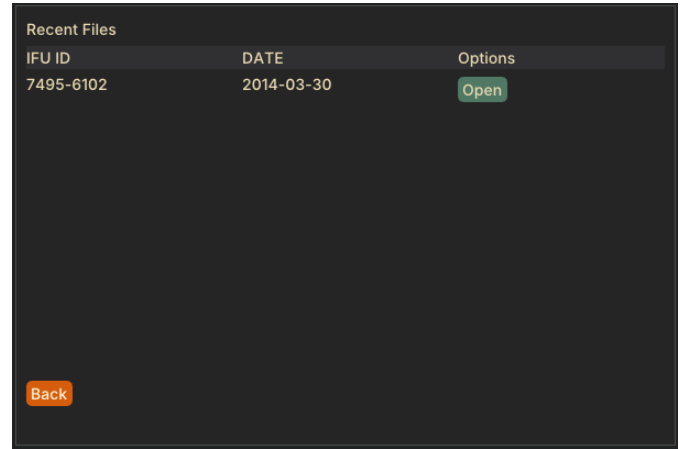 Recent Files
IFU ID DATE Options
7495-6102 2014-03-30 Open
Back